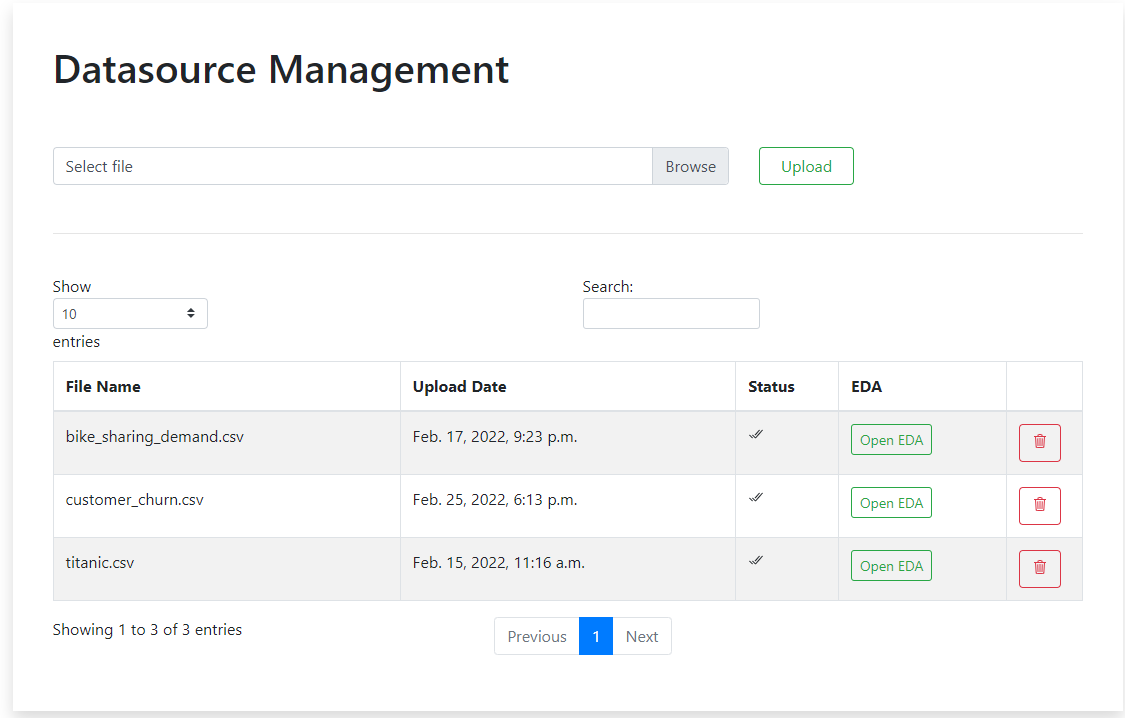 Datasource Management
Select file Browse Upload
Show Search:
10
entries
File Name Upload Date Status EDA
bike_sharing_demand.csv Feb. 17, 2022, 9:23 p.m. Open EDA
customer_churn.csv Feb. 25, 2022, 6:13 p.m. Open EDA
titanic.csv Feb. 15, 2022, 11:16 a.m. Open EDA
Showing 1 to 3 of 3 entries Previous 1 Next